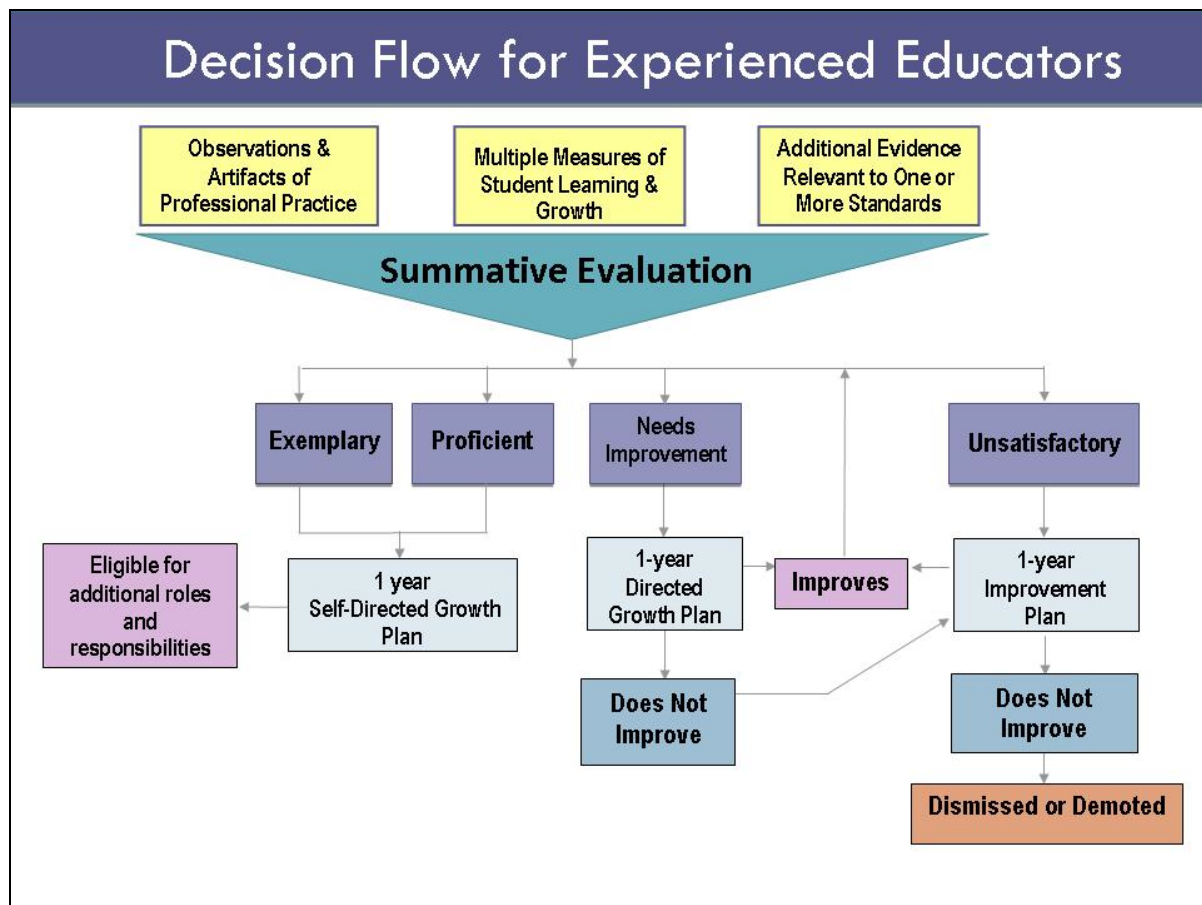 Decision Flow for Experienced Educators
Observations &
Artifacts of
Professional Practice
Multiple Measures of
Student Learning &
Growth
Additional Evidence
Relevant to One or
More Standards
Summative Evaluation
Exemplary
Proficient
Needs
Improvement
Unsatisfactory
Eligible for
additional roles
and
responsibilities
1 year
Self-Directed Growth
Plan
1-year
Directed
Growth Plan
Improves
1-year
Improvement
Plan
Does Not
Improve
Does Not
Improve
Dismissed or Demoted